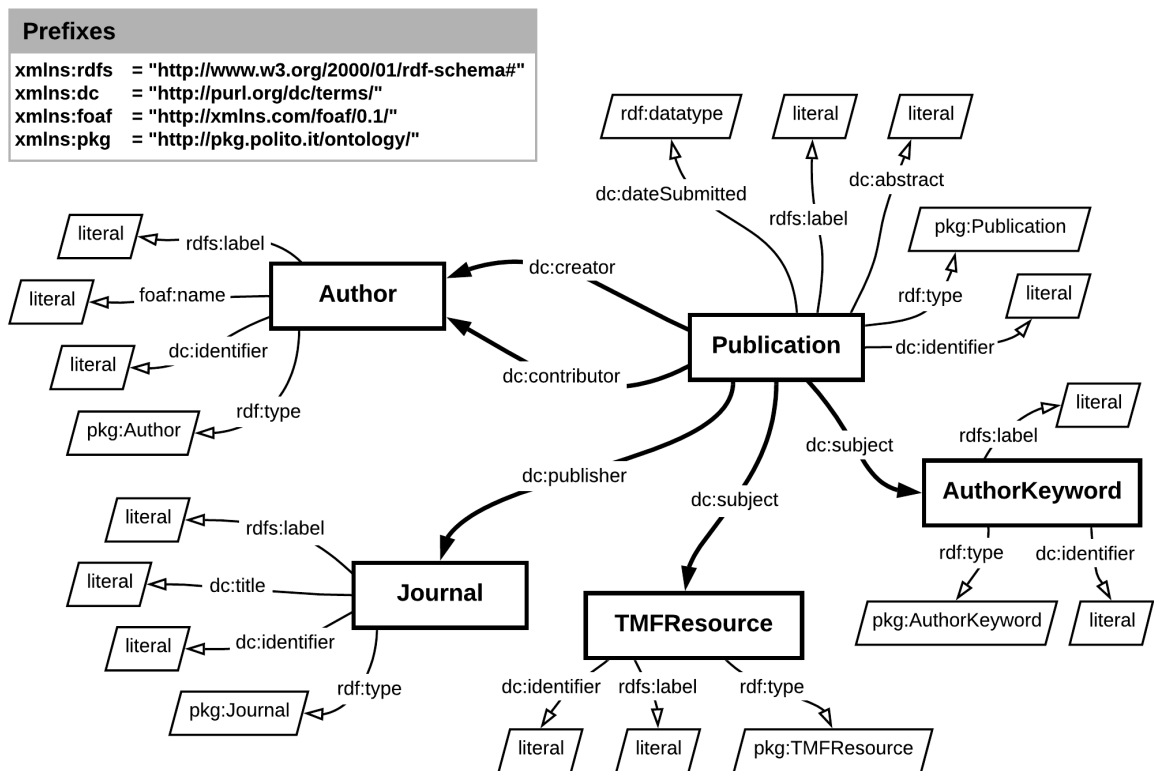 Prefixes
xmlns:rdfs = "http://www.w3.org/2000/01/rdf-schema#"
xmlns:dc = "http://purl.org/dc/terms/"
xmlns:foaf = "http://xmlns.com/foaf/0.1/"
xmlns:pkg = "http://pkg.polito.it/ontology/"
rdf:datatype
literal
literal
dc:dateSubmitted
rdfs:label
dc:abstract
pkg:Publication
rdf:type
literal
dc:identifier
Publication
literal
rdfs:label
literal
foaf:name
literal
dc:identifier
pkg:Author
rdf:type
Author
dc:creator
dc:contributor
dc:publisher
dc:subject
dc:subject
literal
rdfs:label
AuthorKeyword
rdf:type
dc:identifier
pkg:AuthorKeyword
literal
literal
rdfs:label
literal
dc:title
literal
dc:identifier
pkg:Journal
rdf:type
Journal
TMFResource
dc:identifier
rdfs:label
rdf:type
literal
literal
pkg:TMFResource